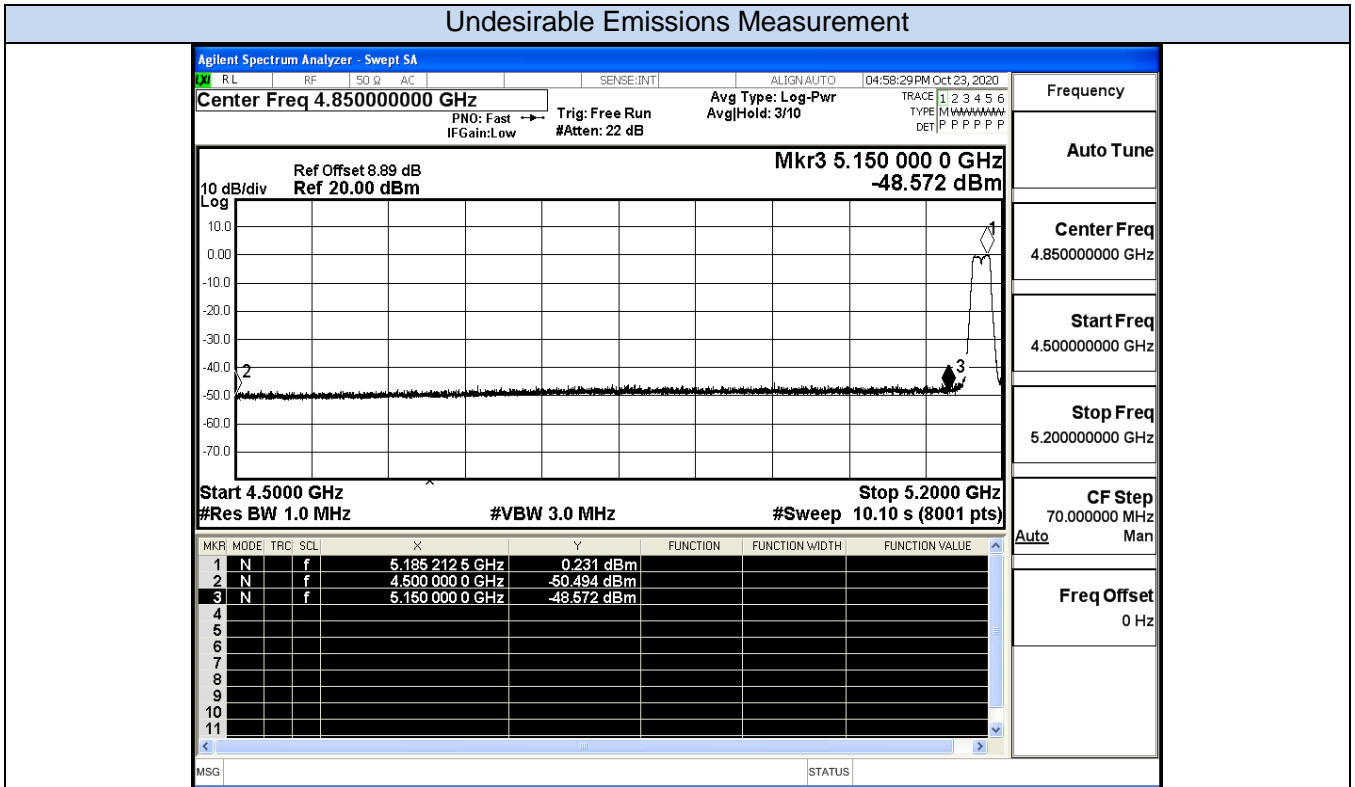 Undesirable Emissions Measurement
Agilent Spectrum Analyzer - Swept SA
LXI RL RF 50 Ω AC SENSE:INT ALIGN AUTO 04:58:29 PM Oct 23, 2020
Center Freq 4.850000000 GHz
PNO: Fast
IFGain:Low
Trig: Free Run
#Atten: 22 dB
Avg Type: Log-Pwr
Avg|Hold: 3/10
TRACE 1 2 3 4 5 6
TYPE M WWWWW
DET P P P P P P
Mkr3 5.150 000 0 GHz
-48.572 dBm
Ref Offset 8.89 dB
10 dB/div Ref 20.00 dBm
Log
10.0
0.00
-10.0
-20.0
-30.0
-40.0
-50.0
-60.0
-70.0
1
2
3
Start 4.5000 GHz Stop 5.2000 GHz
#Res BW 1.0 MHz #VBW 3.0 MHz #Sweep 10.10 s (8001 pts)
MKR MODE TRC SCL X Y FUNCTION FUNCTION WIDTH FUNCTION VALUE
1 N f 5.185 212 5 GHz 0.231 dBm
2 N f 4.500 000 0 GHz -50.494 dBm
3 N f 5.150 000 0 GHz -48.572 dBm
4
5
6
7
8
9
10
11
MSG STATUS
Frequency
Auto Tune
Center Freq
4.850000000 GHz
Start Freq
4.500000000 GHz
Stop Freq
5.200000000 GHz
CF Step
70.000000 MHz
Auto Man
Freq Offset
0 Hz